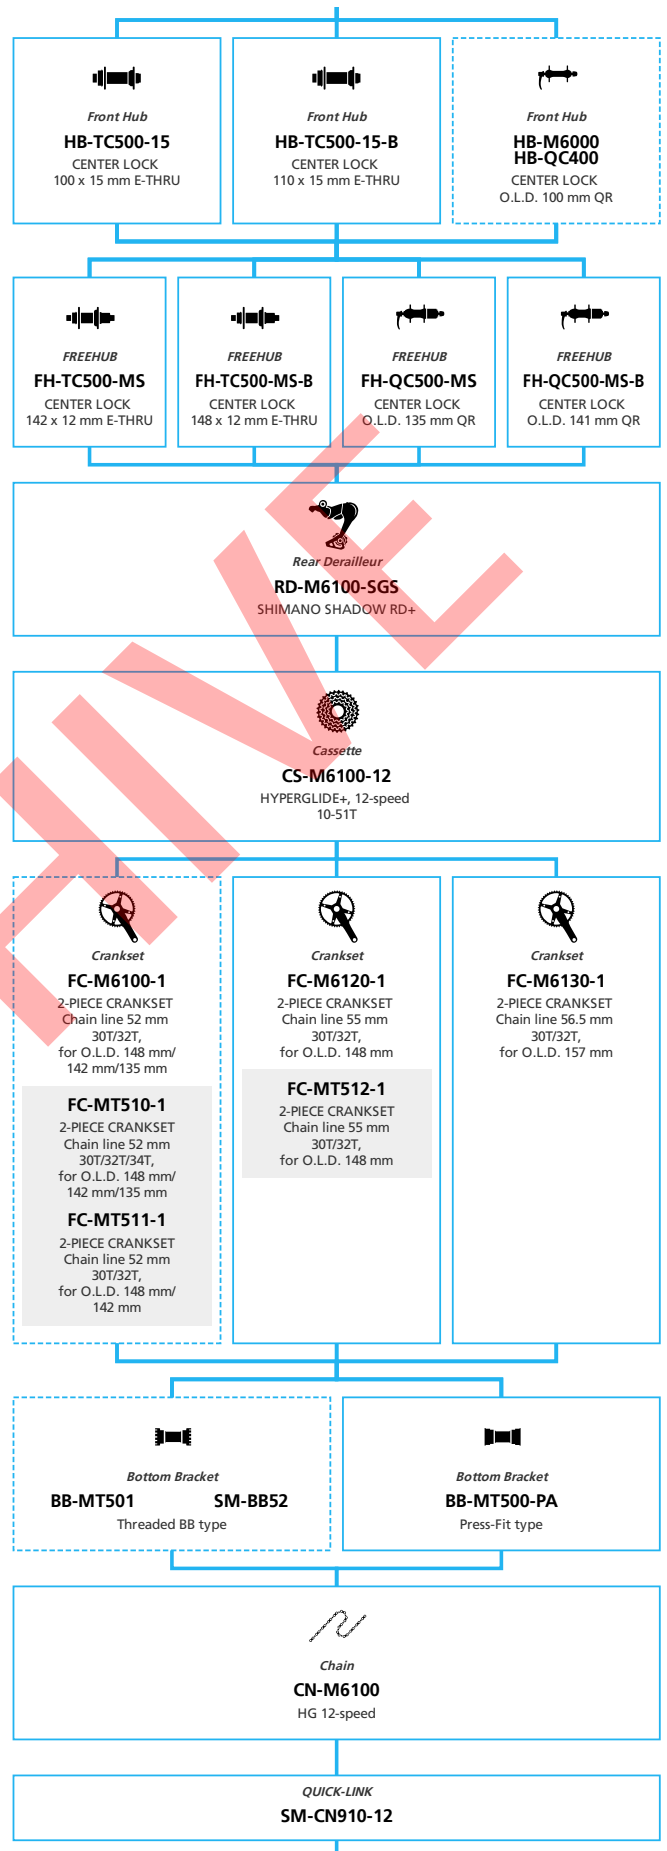 Front Hub
HB-TC500-15
CENTER LOCK
100 x 15 mm E-THRU
Front Hub
HB-TC500-15-B
CENTER LOCK
110 x 15 mm E-THRU
Front Hub
HB-M6000
HB-QC400
CENTER LOCK
O.L.D. 100 mm QR
FREEHUB
FH-TC500-MS
CENTER LOCK
142 x 12 mm E-THRU
FREEHUB
FH-TC500-MS-B
CENTER LOCK
148 x 12 mm E-THRU
FREEHUB
FH-QC500-MS
CENTER LOCK
O.L.D. 135 mm QR
FREEHUB
FH-QC500-MS-B
CENTER LOCK
O.L.D. 141 mm QR
Rear Derailleur
RD-M6100-SGS
SHIMANO SHADOW RD+
Cassette
CS-M6100-12
HYPERGLIDE+, 12-speed
10-51T
Crankset
FC-M6100-1
2-PIECE CRANKSET
Chain line 52 mm
30T/32T,
for O.L.D. 148 mm/
142 mm/135 mm
FC-MT510-1
2-PIECE CRANKSET
Chain line 52 mm
30T/32T/34T,
for O.L.D. 148 mm/
142 mm/135 mm
FC-MT511-1
2-PIECE CRANKSET
Chain line 52 mm
30T/32T,
for O.L.D. 148 mm/
142 mm
Crankset
FC-M6120-1
2-PIECE CRANKSET
Chain line 55 mm
30T/32T,
for O.L.D. 148 mm
FC-MT512-1
2-PIECE CRANKSET
Chain line 55 mm
30T/32T,
for O.L.D. 148 mm
Crankset
FC-M6130-1
2-PIECE CRANKSET
Chain line 56.5 mm
30T/32T,
for O.L.D. 157 mm
Bottom Bracket
BB-MT501 SM-BB52
Threaded BB type
Bottom Bracket
BB-MT500-PA
Press-Fit type
Chain
CN-M6100
HG 12-speed
QUICK-LINK
SM-CN910-12
HIVE